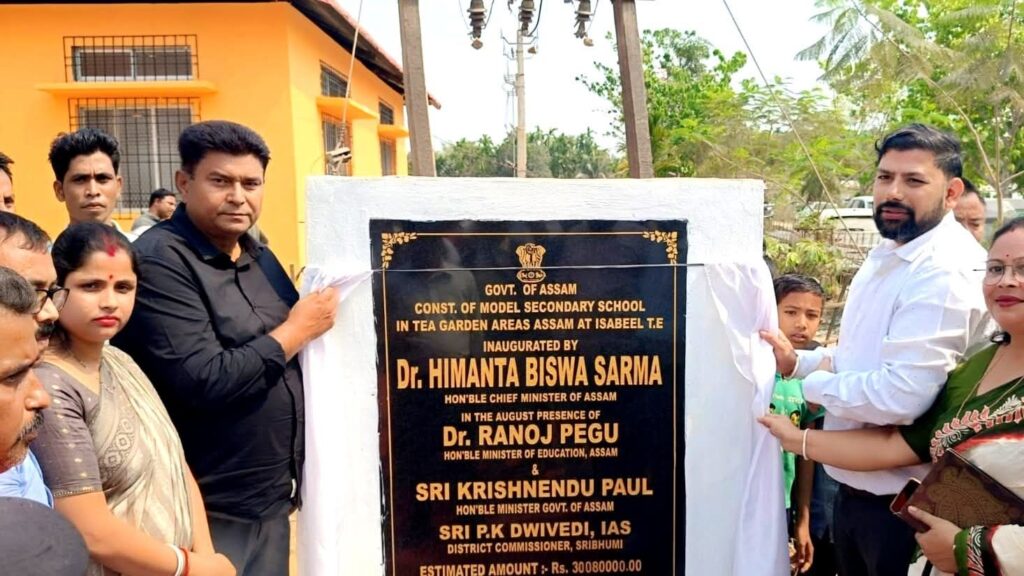 GOVT. OF ASSAM
CONST. OF MODEL SECONDARY SCHOOL
IN TEA GARDEN AREAS ASSAM AT ISABEEL T.E
INAUGURATED BY
Dr. HIMANTA BISWA SARMA
HON'BLE CHIEF MINISTER OF ASSAM
IN THE AUGUST PRESENCE OF
Dr. RANOJ PEGU
HON'BLE MINISTER OF EDUCATION, ASSAM
&
SRI KRISHNENDU PAUL
HON'BLE MINISTER GOVT. OF ASSAM
SRI P.K DWIVEDI, IAS
DISTRICT COMMISSIONER, SRIBHUMI
ESTIMATED AMOUNT :- Rs. 30080000.00